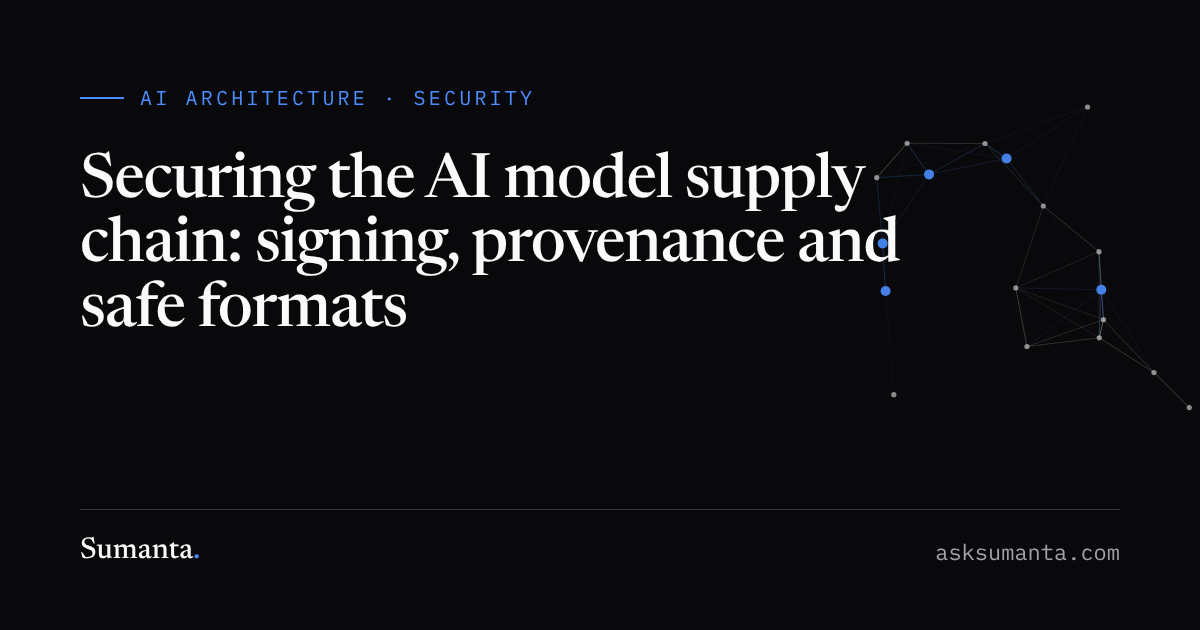 AI ARCHITECTURE · SECURITY
Securing the AI model supply
chain: signing, provenance and
safe formats
Sumanta.
asksumanta.com